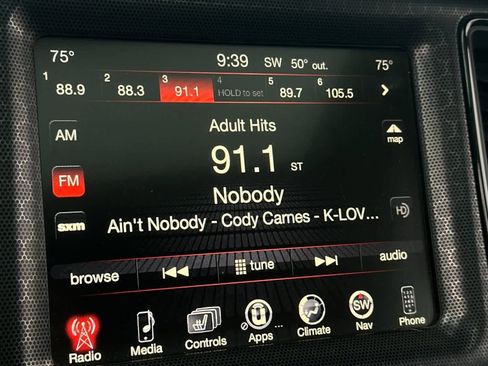 75° 9:39 SW 50° out. 75°
1 88.9 2 88.3 3 91.1 4 HOLD to set 5 89.7 6 105.5
AM Adult Hits map
FM 91.1 ST
Nobody
sxm Ain't Nobody - Cody Carnes - K-LOV... HD
browse tune audio
Radio Media Controls Apps ... Climate SW Nav Phone